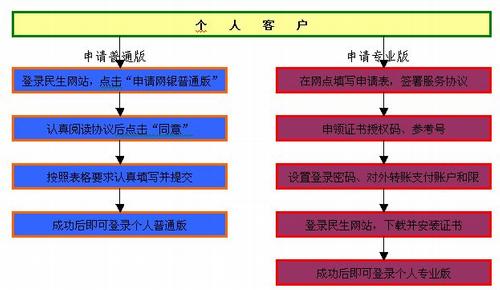 个人客户
申请普通版
申请专业版
登录民生网站，点击“申请网银普通版”
在网点填写申请表，签署服务协议
认真阅读协议后点击“同意”
申领证书授权码、参考号
按照表格要求认真填写并提交
设置登录密码、对外转账支付账户和限
成功后即可登录个人普通版
登录民生网站，下载并安装证书
成功后即可登录个人专业版